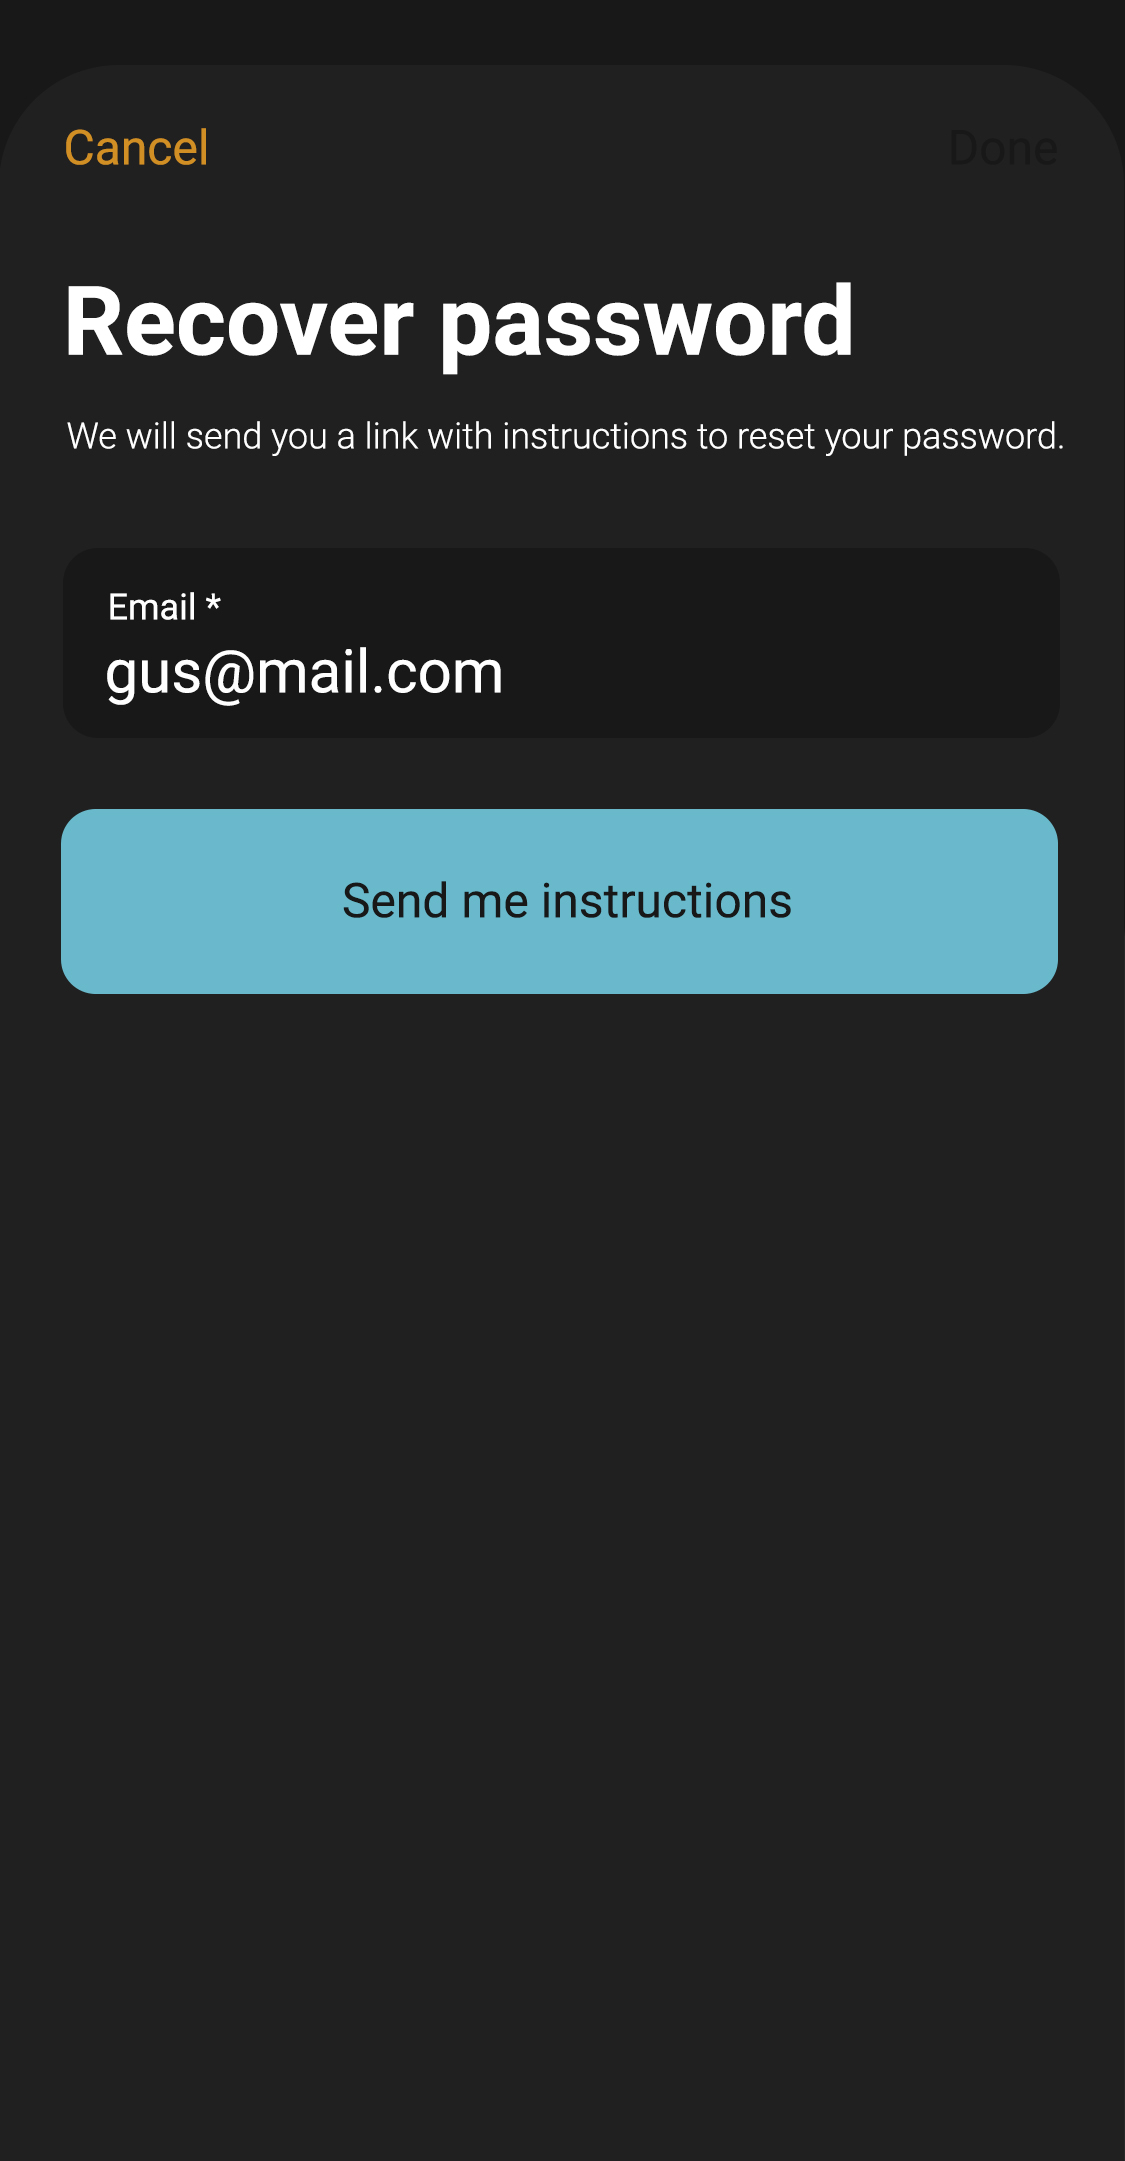 Cancel Done
Recover password
We will send you a link with instructions to reset your password.
Email *
gus@mail.com
Send me instructions